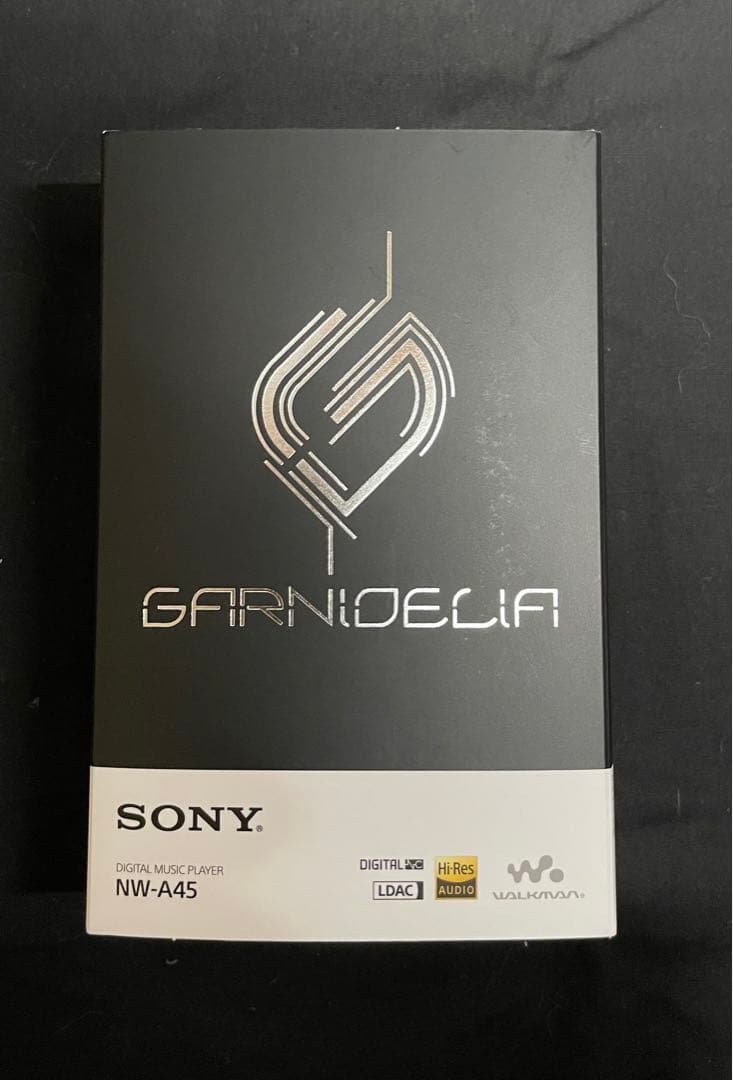 GARNIDELIA
SONY®
DIGITAL MUSIC PLAYER
NW-A45
DIGITAL NC
LDAC
Hi-Res
AUDIO
WALKMAN®